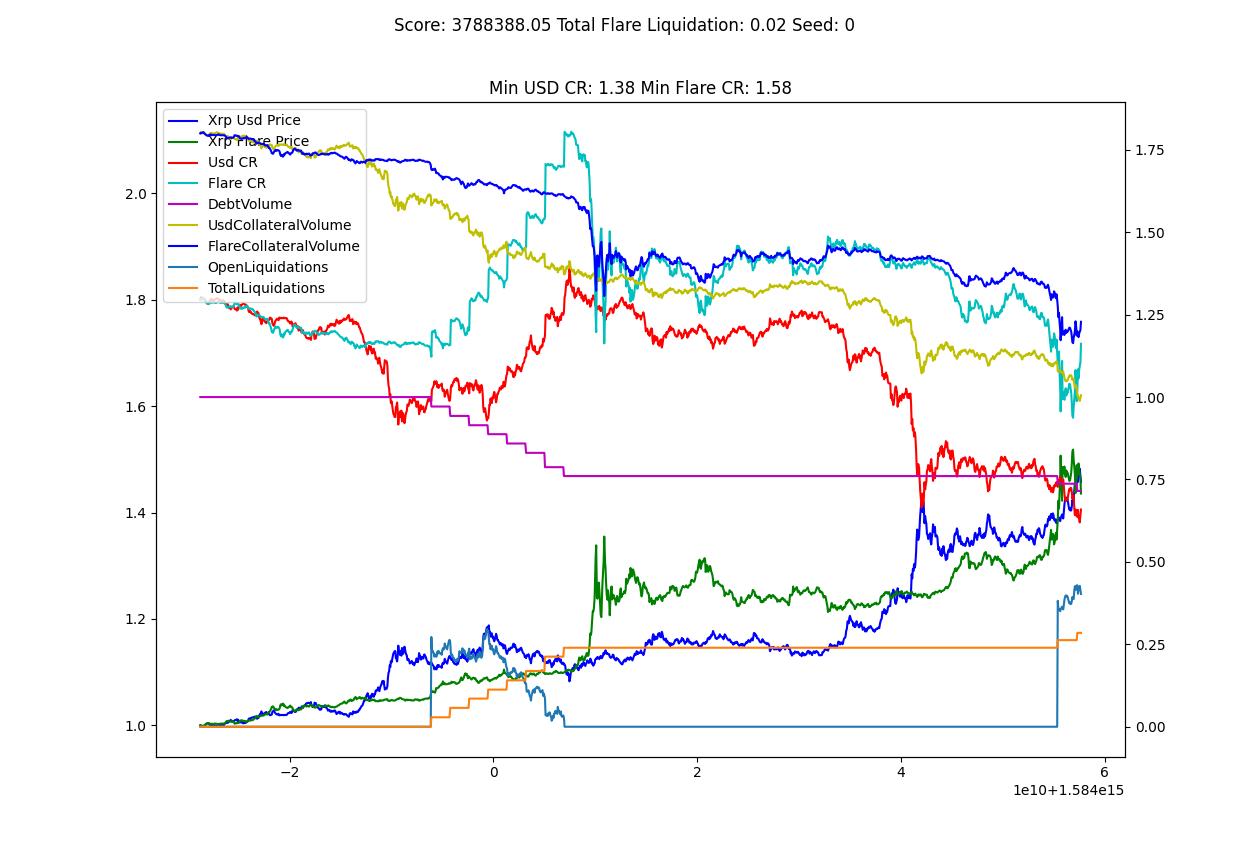 Score: 3788388.05 Total Flare Liquidation: 0.02 Seed: 0
Min USD CR: 1.38 Min Flare CR: 1.58
Xrp Usd Price
Xrp Flare Price
Usd CR
Flare CR
DebtVolume
UsdCollateralVolume
FlareCollateralVolume
OpenLiquidations
TotalLiquidations
2.0
1.8
1.6
1.4
1.2
1.0
1.75
1.50
1.25
1.00
0.75
0.50
0.25
0.00
−2
0
2
4
6
1e10+1.584e15